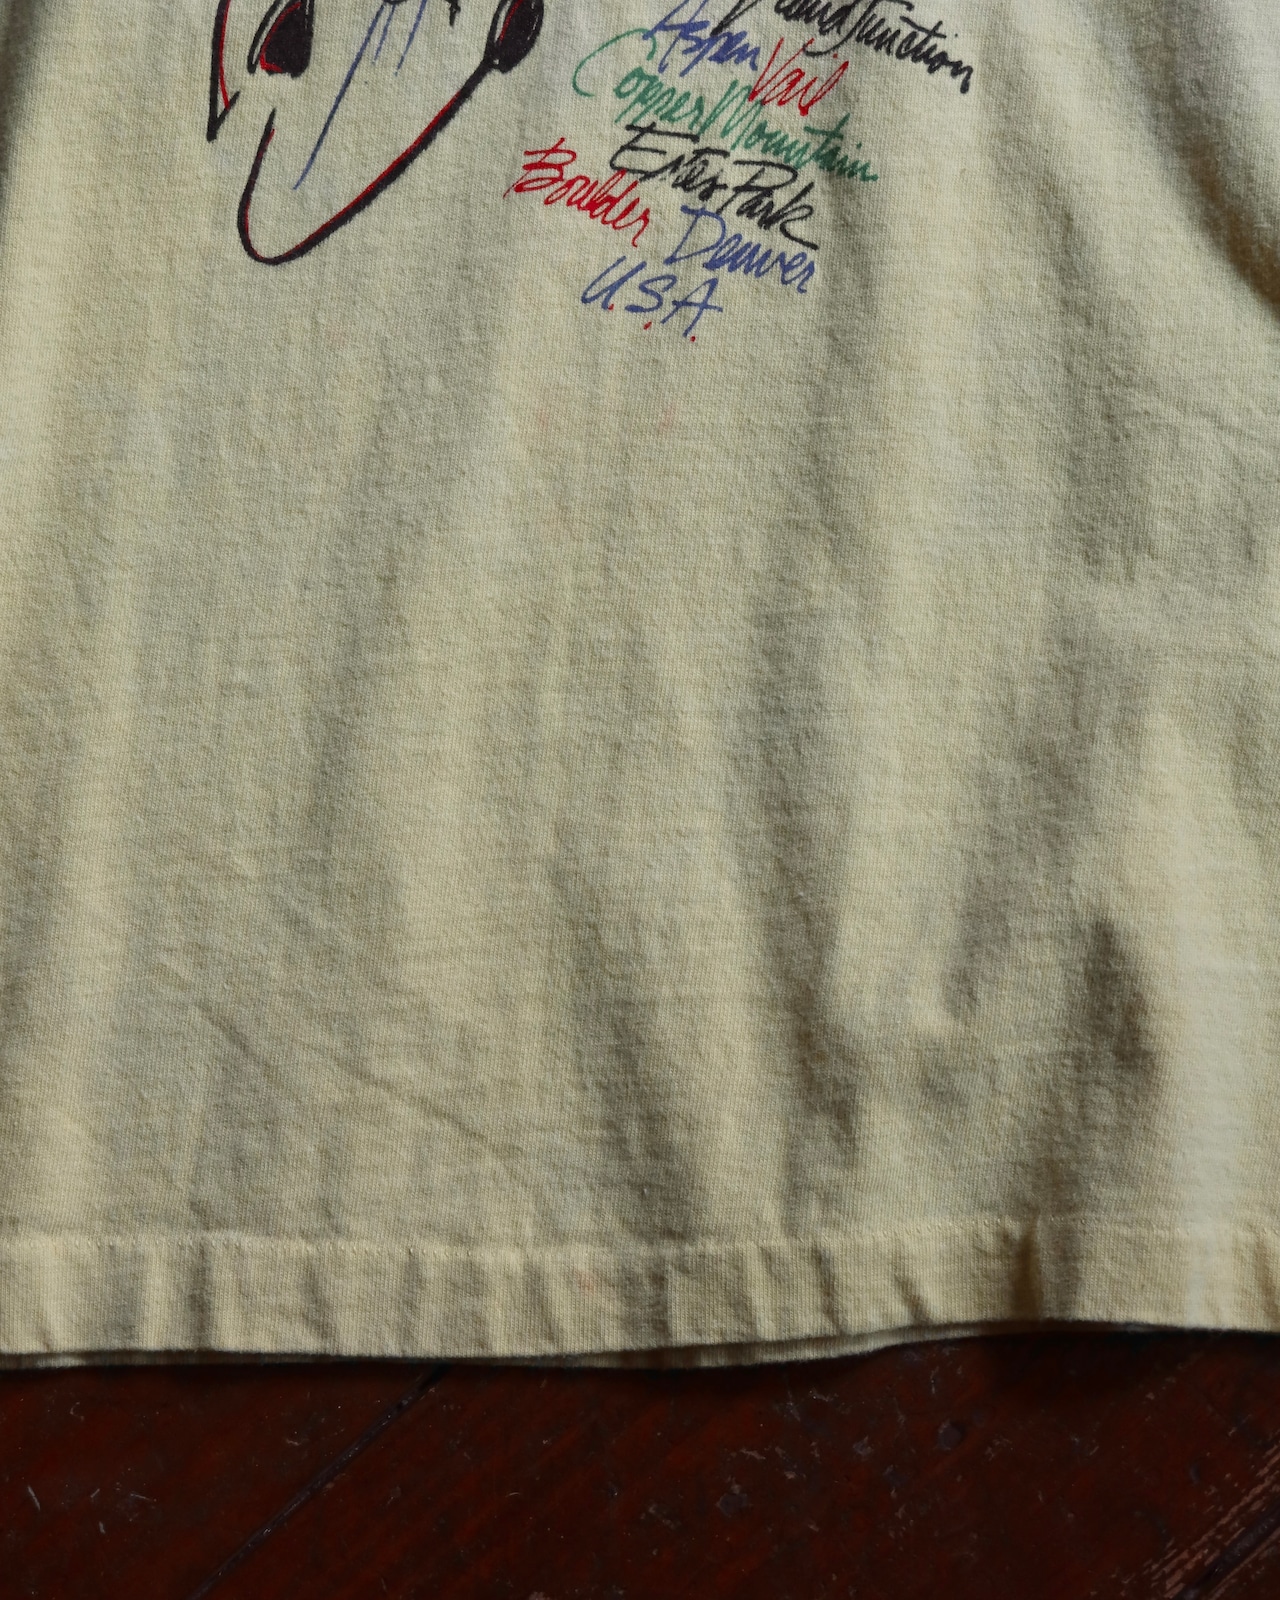 Grand Junction
Aspen Vail
Copper Mountain
Estes Park
Boulder Denver
U.S.A.